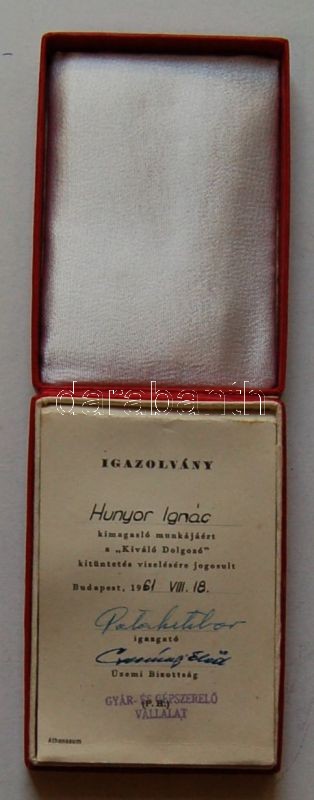 darabanth
IGAZOLVÁNY
Hunyor Ignác
kimagasló munkájáért
a „Kiváló Dolgozó"
kitüntetés viselésére jogosult
Budapest, 1961 VIII. 18.
igazgató
Üzemi Bizottság
(P. H.)
GYÁR- ÉS GÉPSZERELŐ
VÁLLALAT
Athenaeum